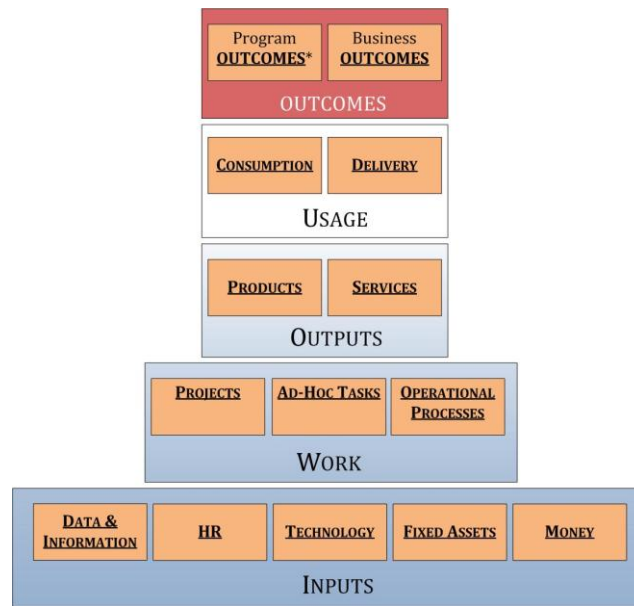 Program Business
OUTCOMES* OUTCOMES
OUTCOMES
CONSUMPTION DELIVERY
USAGE
PRODUCTS SERVICES
OUTPUTS
PROJECTS AD-HOC TASKS OPERATIONAL
PROCESSES
WORK
DATA &
INFORMATION HR TECHNOLOGY FIXED ASSETS MONEY
INPUTS